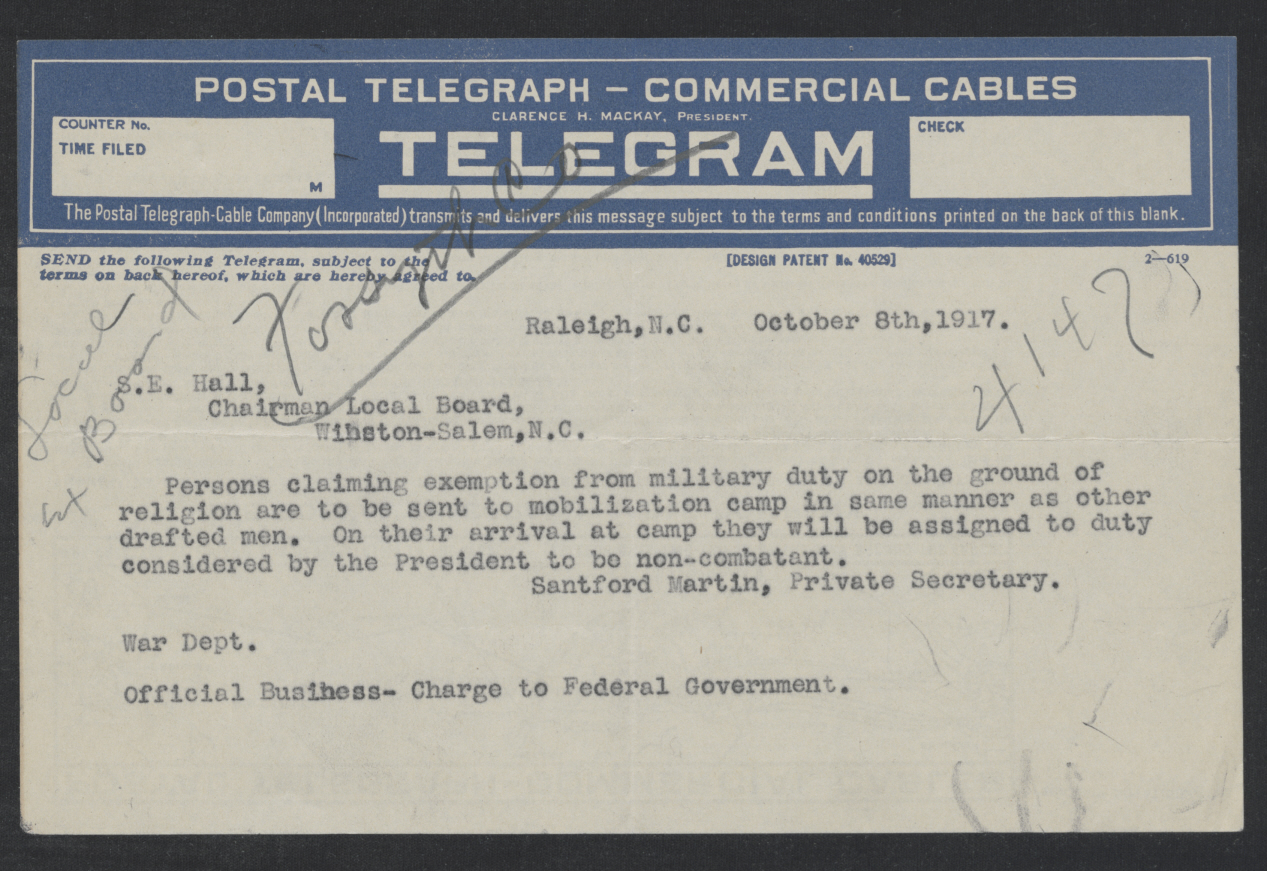 POSTAL TELEGRAPH — COMMERCIAL CABLES
CLARENCE H. MACKAY, PRESIDENT.
COUNTER No.
TIME FILED
M
TELEGRAM
CHECK
The Postal Telegraph-Cable Company (Incorporated) transmits and delivers this message subject to the terms and conditions printed on the back of this blank.
SEND the following Telegram, subject to the
terms on back hereof, which are hereby agreed to.
[DESIGN PATENT No. 40529]
2—619
Forsyth Co
Local
Board
Raleigh,N.C. October 8th,1917.
S.E. Hall,
Chairman Local Board,
Wihston-Salem,N.C.
Persons claiming exemption from military duty on the ground of
religion are to be sent to mobilization camp in same manner as other
drafted men. On their arrival at camp they will be assigned to duty
considered by the President to be non-combatant.
Santford Martin, Private Secretary.
War Dept.
Official Busihess- Charge to Federal Government.